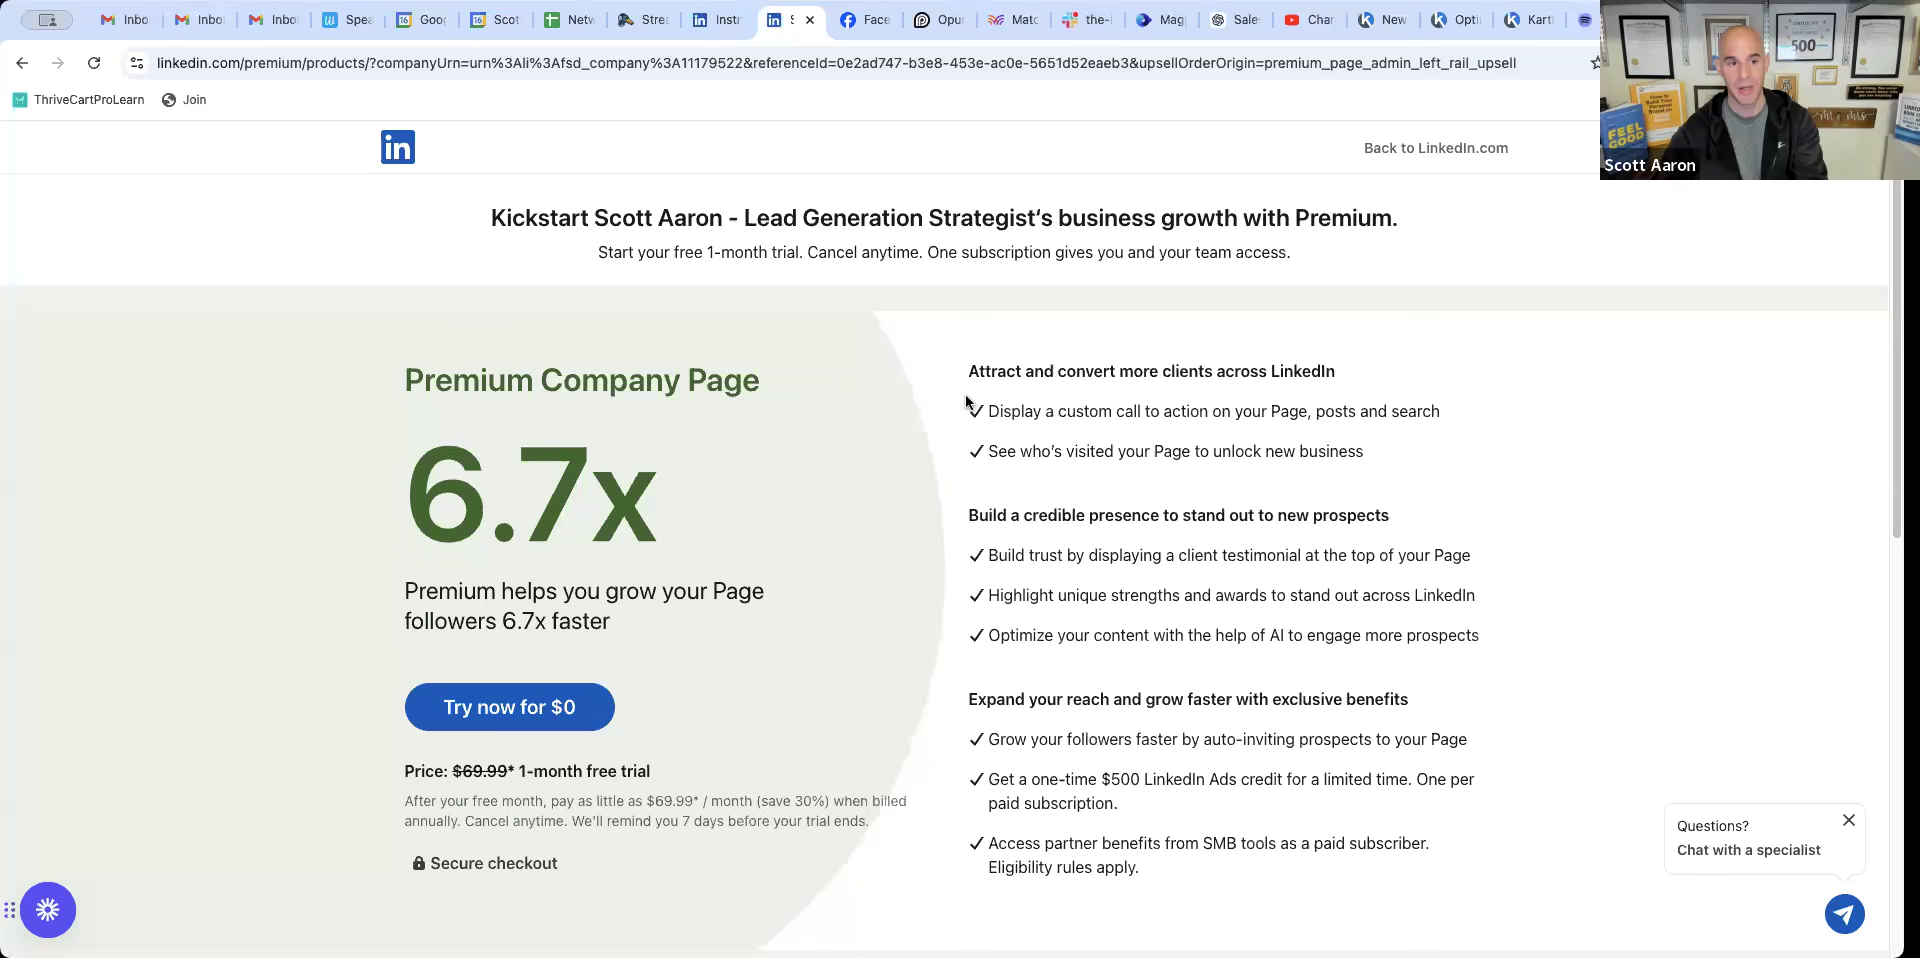 Inbo
Inbo
Inbo
Spea
Goog
Scot
Netw
Stre
Instr
S
Face
Opu
Matc
the-
Mag
Sale
Char
New
Opti
Kart
linkedin.com/premium/products/?companyUrn=urn%3Ali%3Afsd_company%3A11179522&referenceId=0e2ad747-b3e8-453e-ac0e-5651d52eaeb3&upsellOrderOrigin=premium_page_admin_left_rail_upsell
ThriveCartProLearn
Join
500
FEEL GOOD
Mr & Mrs
Scott Aaron
in
Back to LinkedIn.com
Kickstart Scott Aaron - Lead Generation Strategist‘s business growth with Premium.
Start your free 1-month trial. Cancel anytime. One subscription gives you and your team access.
Premium Company Page
6.7x
Premium helps you grow your Page
followers 6.7x faster
Try now for $0
Price: $69.99* 1-month free trial
After your free month, pay as little as $69.99* / month (save 30%) when billed
annually. Cancel anytime. We'll remind you 7 days before your trial ends.
Secure checkout
Attract and convert more clients across LinkedIn
Display a custom call to action on your Page, posts and search
See who’s visited your Page to unlock new business
Build a credible presence to stand out to new prospects
Build trust by displaying a client testimonial at the top of your Page
Highlight unique strengths and awards to stand out across LinkedIn
Optimize your content with the help of AI to engage more prospects
Expand your reach and grow faster with exclusive benefits
Grow your followers faster by auto-inviting prospects to your Page
Get a one-time $500 LinkedIn Ads credit for a limited time. One per
paid subscription.
Access partner benefits from SMB tools as a paid subscriber.
Eligibility rules apply.
Questions?
Chat with a specialist